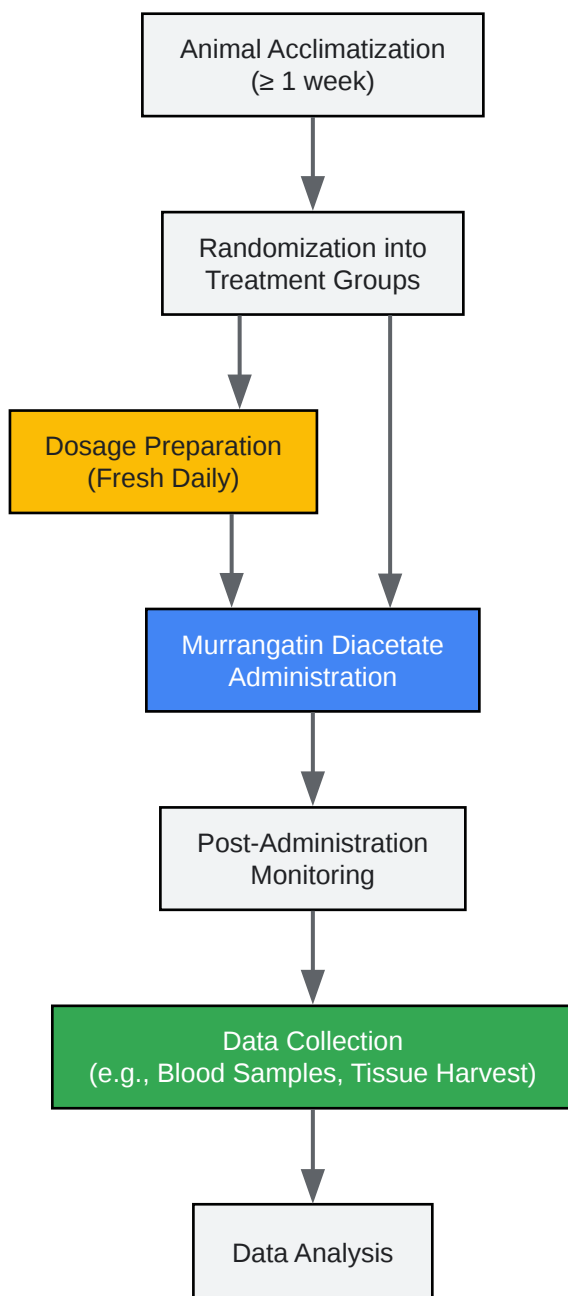 Animal Acclimatization
(≥ 1 week)
Randomization into
Treatment Groups
Dosage Preparation
(Fresh Daily)
Murrangatin Diacetate
Administration
Post-Administration
Monitoring
Data Collection
(e.g., Blood Samples, Tissue Harvest)
Data Analysis